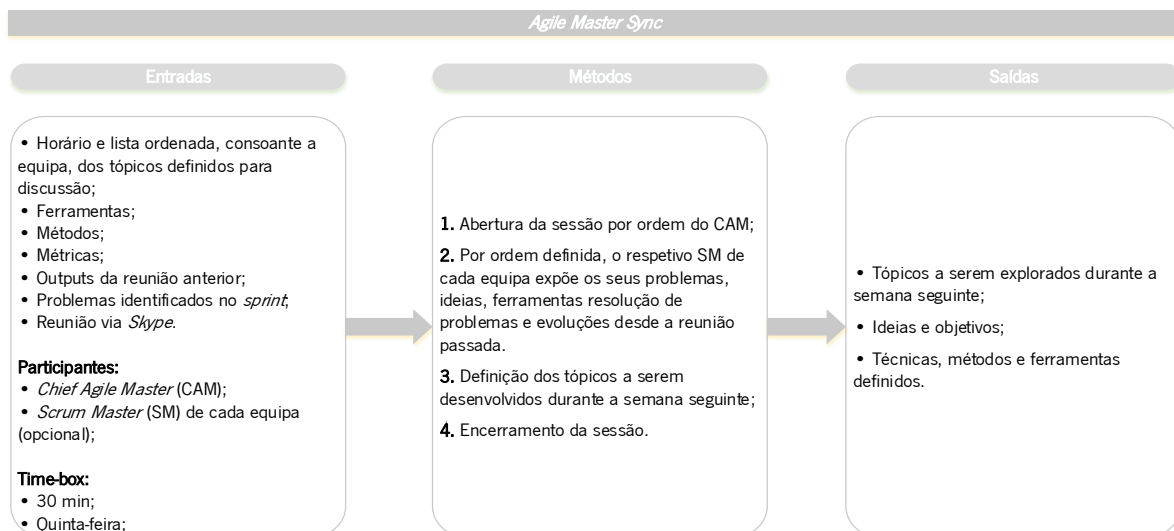 Agile Master Sync
Entradas
Métodos
Saídas
• Horário e lista ordenada, consoante a
equipa, dos tópicos definidos para
discussão;
• Ferramentas;
• Métodos;
• Métricas;
• Outputs da reunião anterior;
• Problemas identificados no sprint;
• Reunião via Skype.
Participantes:
• Chief Agile Master (CAM);
• Scrum Master (SM) de cada equipa
(opcional);
Time-box:
• 30 min;
• Quinta-feira;
1. Abertura da sessão por ordem do CAM;
2. Por ordem definida, o respetivo SM de
cada equipa expõe os seus problemas,
ideias, ferramentas resolução de
problemas e evoluções desde a reunião
passada.
3. Definição dos tópicos a serem
desenvolvidos durante a semana seguinte;
4. Encerramento da sessão.
• Tópicos a serem explorados durante a
semana seguinte;
• Ideias e objetivos;
• Técnicas, métodos e ferramentas
definidos.